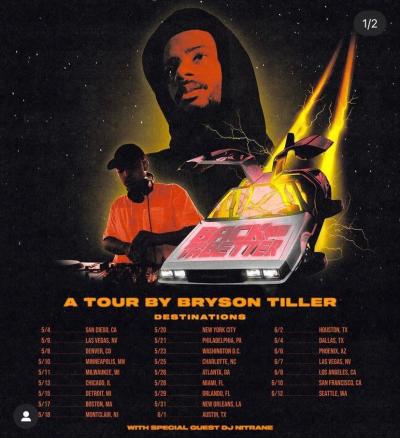 1/2
BACK AND
BETTER
A TOUR BY BRYSON TILLER
DESTINATIONS
5/4 SAN DIEGO, CA 5/20 NEW YORK CITY 6/2 HOUSTON, TX
5/6 LAS VEGAS, NV 5/21 PHILADELPHIA, PA 6/4 DALLAS, TX
5/8 DENVER, CO 5/23 WASHINGTON D.C. 6/6 PHOENIX, AZ
5/10 MINNEAPOLIS, MN 5/25 CHARLOTTE, NC 6/7 LAS VEGAS, NV
5/11 MILWAUKEE, WI 5/26 ATLANTA, GA 6/8 LOS ANGELES, CA
5/13 CHICAGO, IL 5/28 MIAMI, FL 6/10 SAN FRANCISCO, CA
5/15 DETROIT, MI 5/29 ORLANDO, FL 6/12 SEATTLE, WA
5/17 BOSTON, MA 5/31 NEW ORLEANS, LA
5/18 MONTCLAIR, NJ 6/1 AUSTIN, TX
WITH SPECIAL GUEST DJ NITRANE